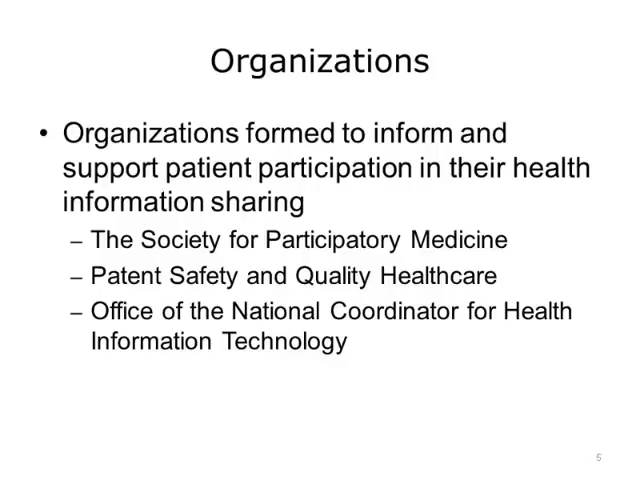 Organizations
• Organizations formed to inform and
support patient participation in their health
information sharing
– The Society for Participatory Medicine
– Patent Safety and Quality Healthcare
– Office of the National Coordinator for Health
Information Technology
5